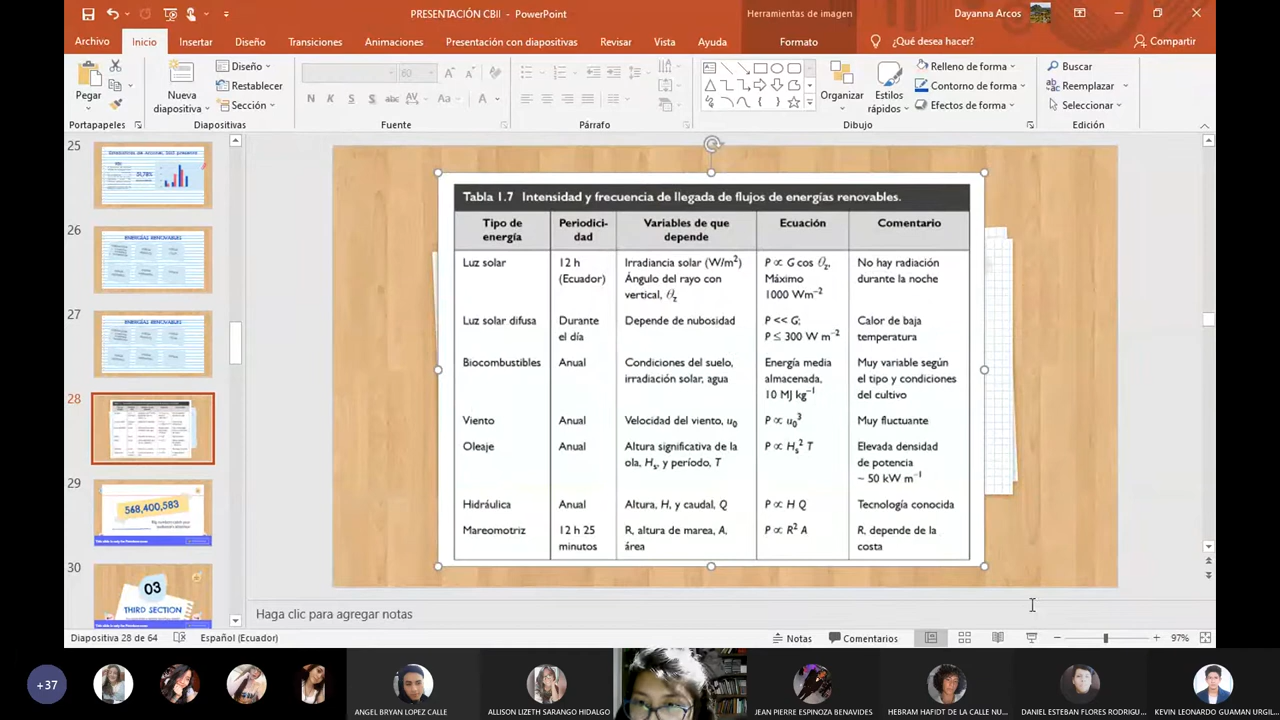 PRESENTACIÓN CBII - PowerPoint
Herramientas de imagen
Dayanna Arcos
Archivo Inicio Insertar Diseño Transiciones Animaciones Presentación con diapositivas Revisar Vista Ayuda Formato ¿Qué desea hacer? Compartir
Pegar
Nueva diapositiva
Diseño
Restablecer
Sección
60
N K S S abc AV Aa A
Organizar
Estilos rápidos
Relleno de forma
Contorno de forma
Efectos de forma
Buscar
Reemplazar
Seleccionar
Portapapeles Diapositivas Fuente Párrafo Dibujo Edición
25
26
ENERGÍAS RENOVABLES
27
ENERGÍAS RENOVABLES
28
29
568,400,583
30
03
THIRD SECTION
Tabla 1.7 Intensidad y frecuencia de llegada de flujos de energías renovables.
Tipo de energía Periodici-dad Variables de que depende Ecuación Comentario
Luz solar 12 h Irradiancia solar (W/m²) P ∝ G cos θz No hay radiación
(Ecuador) Ángulo del rayo con Máximo durante la noche
vertical, θz 1000 Wm⁻²
Luz solar difusa Durante Depende de nubosidad P << G; Calor de baja
el día P ≤ 300 W m⁻² temperatura
Biocombustibles Anual Condiciones del suelo, Energía media Muy variable según
irradiación solar, agua almacenada, el tipo y condiciones
10 MJ kg⁻¹ del cultivo
Viento Anual Velocidad del viento, u₀ P ∝ u₀³ Muy fluctuante
Oleaje Anual Altura significativa de la P ∝ Hs² T Elevada densidad
ola, Hs, y período, T de potencia
~ 50 kW m⁻¹
Hidráulica Anual Altura, H, y caudal, Q P ∝ H Q Tecnología conocida
Mareomotriz 12 h 25 R, altura de marea, A, P ∝ R² A R, depende de la
minutos área costa
Haga clic para agregar notas
Diapositiva 28 de 64 Español (Ecuador) Notas Comentarios 97%
+37
ANGEL BRYAN LOPEZ CALLE
ALLISON LIZETH SARANGO HIDALGO
JEAN PIERRE ESPINOZA BENAVIDES
HEBRAM HAFIDT DE LA CALLE NU...
DANIEL ESTEBAN FLORES RODRIGU...
KEVIN LEONARDO GUAMAN URGIL...